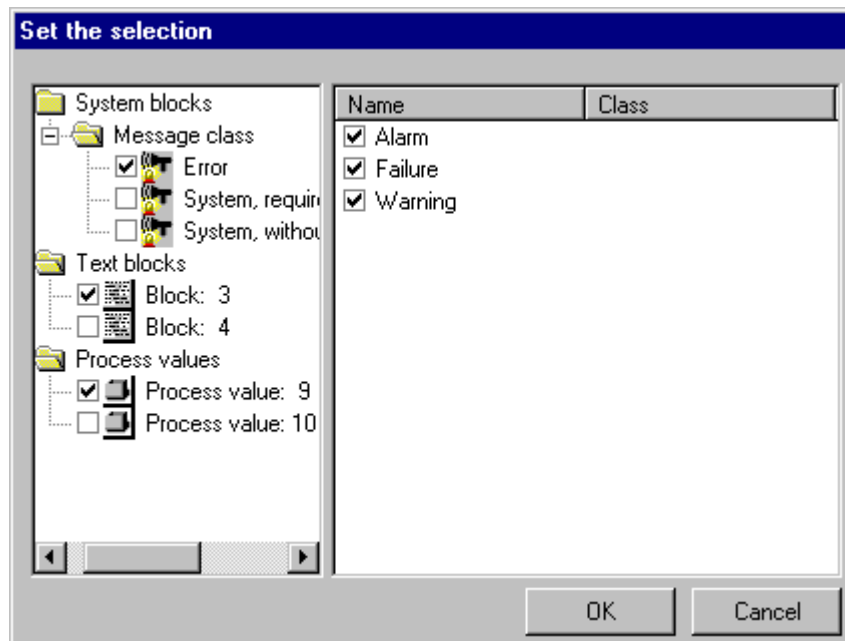 Set the selection
System blocks
Message class
Error
System, requir
System, withou
Text blocks
Block: 3
Block: 4
Process values
Process value: 9
Process value: 10
Name Class
Alarm
Failure
Warning
OK Cancel